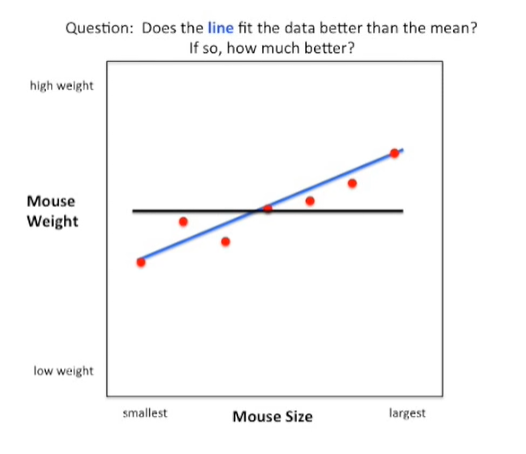 Question:  Does the line fit the data better than the mean?
If so, how much better?
high weight
Mouse
Weight
low weight
smallest
Mouse Size
largest